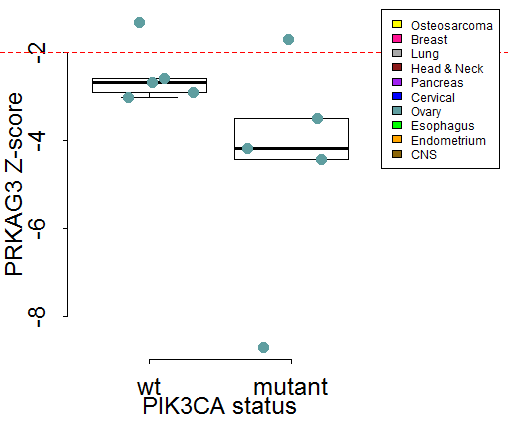 Osteosarcoma
Breast
Lung
Head & Neck
Pancreas
Cervical
Ovary
Esophagus
Endometrium
CNS
PRKAG3 Z-score
-2
-4
-6
-8
wt mutant
PIK3CA status